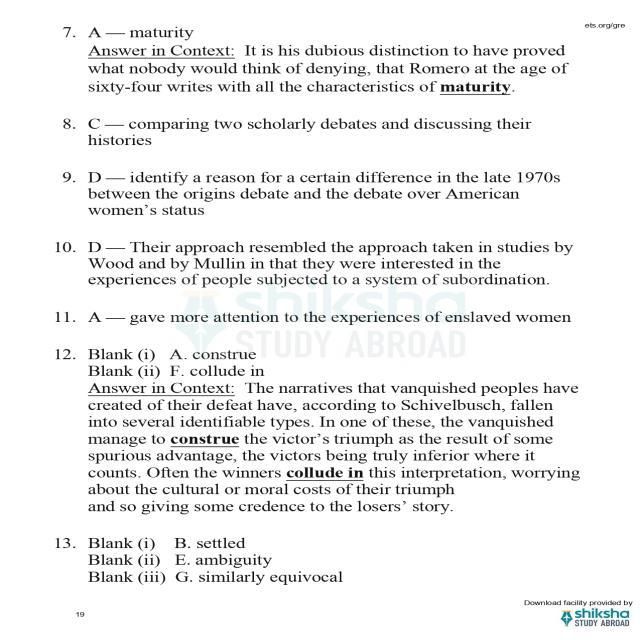 ets.org/gre
7. A — maturity
Answer in Context: It is his dubious distinction to have proved
what nobody would think of denying, that Romero at the age of
sixty-four writes with all the characteristics of maturity.
8. C — comparing two scholarly debates and discussing their
histories
9. D — identify a reason for a certain difference in the late 1970s
between the origins debate and the debate over American
women's status
10. D — Their approach resembled the approach taken in studies by
Wood and by Mullin in that they were interested in the
experiences of people subjected to a system of subordination.
shiksha
STUDY ABROAD
11. A — gave more attention to the experiences of enslaved women
12. Blank (i) A. construe
Blank (ii) F. collude in
Answer in Context: The narratives that vanquished peoples have
created of their defeat have, according to Schivelbusch, fallen
into several identifiable types. In one of these, the vanquished
manage to construe the victor's triumph as the result of some
spurious advantage, the victors being truly inferior where it
counts. Often the winners collude in this interpretation, worrying
about the cultural or moral costs of their triumph
and so giving some credence to the losers' story.
13. Blank (i) B. settled
Blank (ii) E. ambiguity
Blank (iii) G. similarly equivocal
19
Download facility provided by
shiksha
STUDY ABROAD